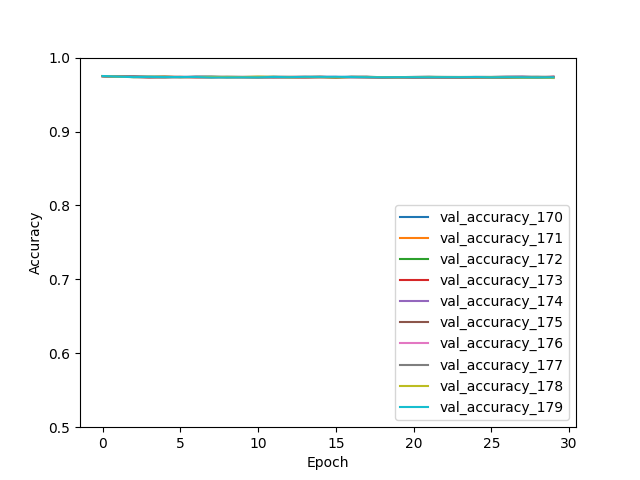 1.0
0.9
0.8
0.7
0.6
0.5
Accuracy
0 5 10 15 20 25 30
Epoch
val_accuracy_170
val_accuracy_171
val_accuracy_172
val_accuracy_173
val_accuracy_174
val_accuracy_175
val_accuracy_176
val_accuracy_177
val_accuracy_178
val_accuracy_179